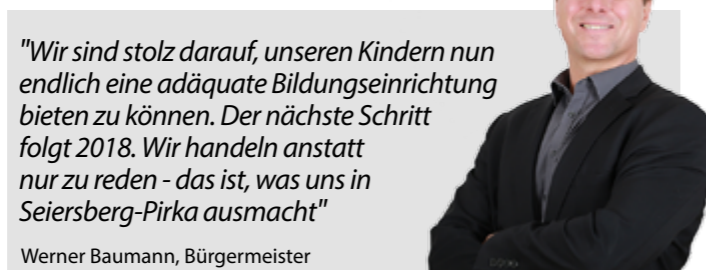 "Wir sind stolz darauf, unseren Kindern nun
endlich eine adäquate Bildungseinrichtung
bieten zu können. Der nächste Schritt
folgt 2018. Wir handeln anstatt
nur zu reden - das ist, was uns in
Seiersberg-Pirka ausmacht"
Werner Baumann, Bürgermeister